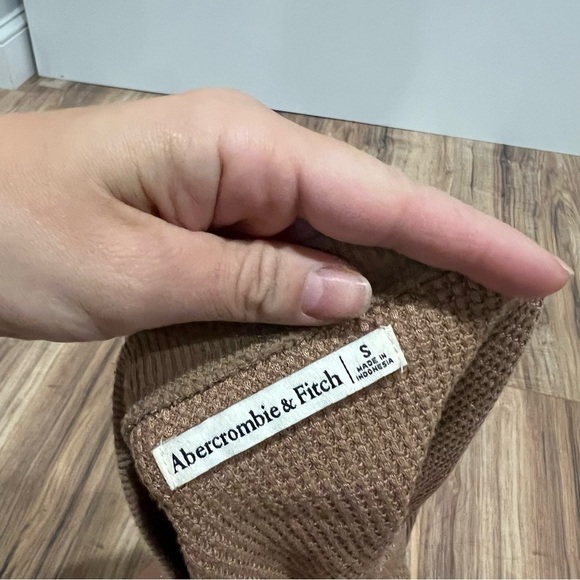 Abercrombie & Fitch | S
MADE IN
INDONESIA